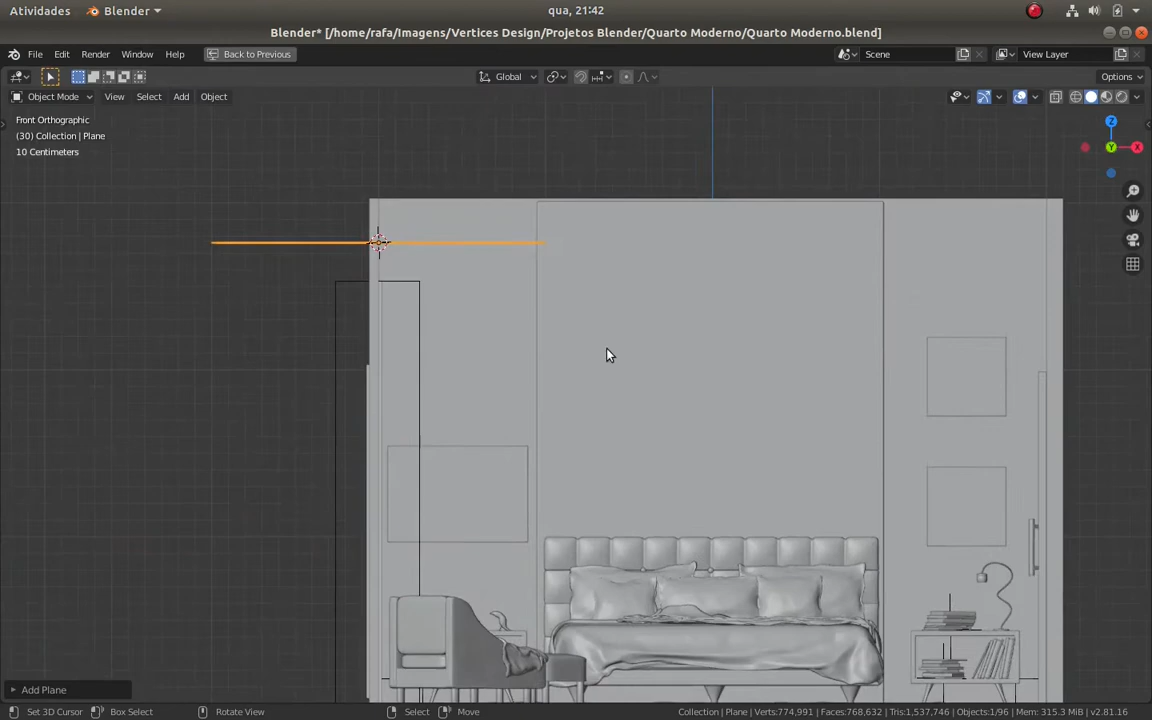 Atividades Blender qua, 21:42
Blender* [/home/rafa/Imagens/Vertices Design/Projetos Blender/Quarto Moderno/Quarto Moderno.blend]
File Edit Render Window Back to Previous Scene View Layer
Global Options
Object Mode View Select Add Object
Front Orthographic
(30) Collection | Plane
10 Centimeters
Z
Y
X
Add Plane
Set 3D Cursor Box Select Rotate View Select Move Collection | Plane | Verts:774,991 | Faces:768,632 | Tris:1,537,746 | Objects:1/96 | Mem: 315.3 MiB | v2.81.16